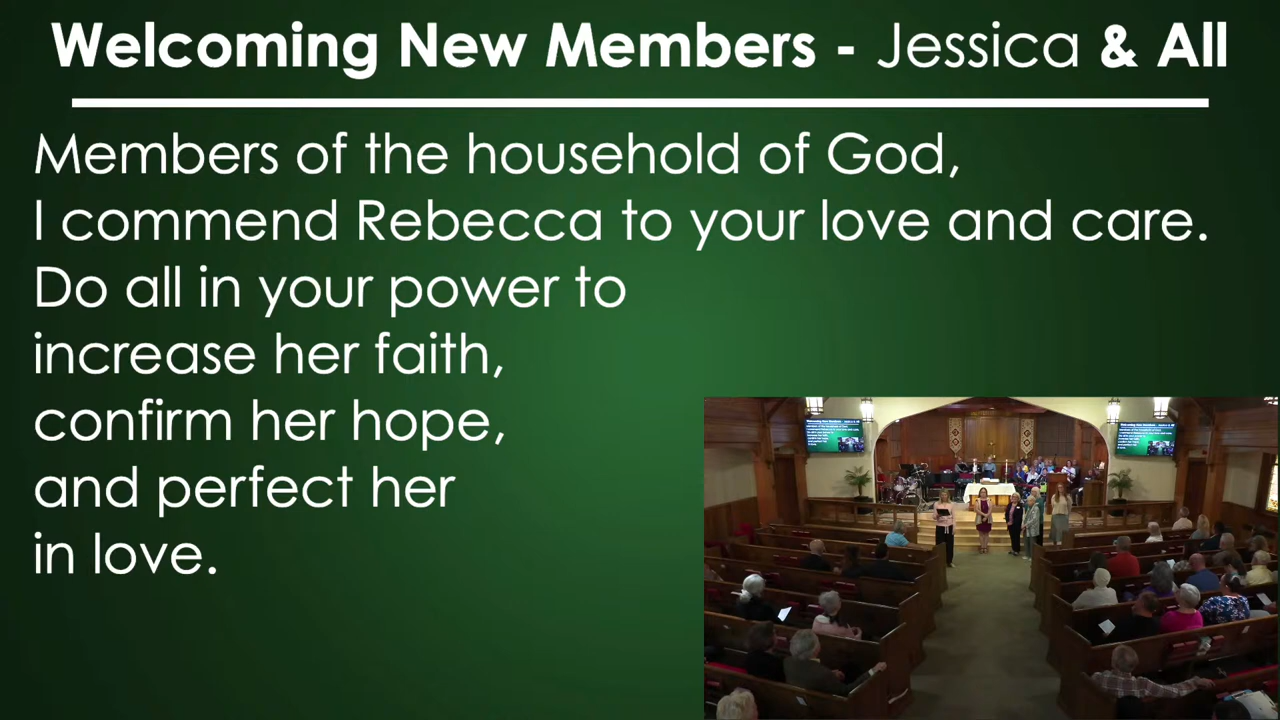 Welcoming New Members - Jessica & All
Members of the household of God,
I commend Rebecca to your love and care.
Do all in your power to
increase her faith,
confirm her hope,
and perfect her
in love.